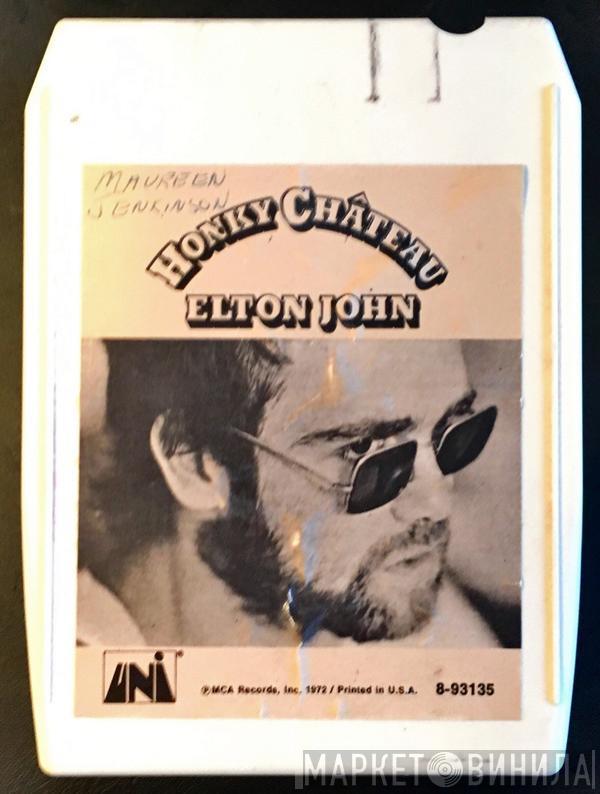 MAUREEN
JENKINSON
HONKY CHÂTEAU
ELTON JOHN
UNI®
℗MCA Records, Inc. 1972 / Printed in U.S.A. 8-93135
МАРКЕТ ВИНИЛА